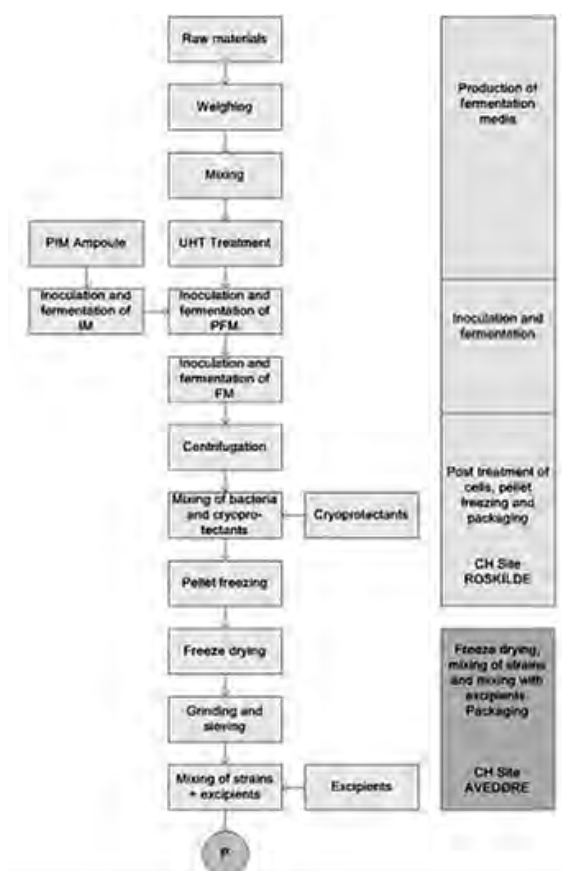 Raw materials
Weighing
Mixing
PIM Ampoule
UHT Treatment
Inoculation and
fermentation of
IM
Inoculation and
fermentation of
PFM
Inoculation and
fermentation of
FM
Centrifugation
Mixing of bacteria
and cryopro-
tectants
Cryoprotectants
Pellet freezing
Freeze drying
Grinding and
sieving
Mixing of strains
+ excipients
Excipients
P
Production of
fermentation
media
Inoculation and
fermentation
Post treatment of
cells, pellet
freezing and
packaging
CH Site
ROSKILDE
Freeze drying,
mixing of strains
and mixing with
excipients
Packaging
CH Site
AVEDØRE